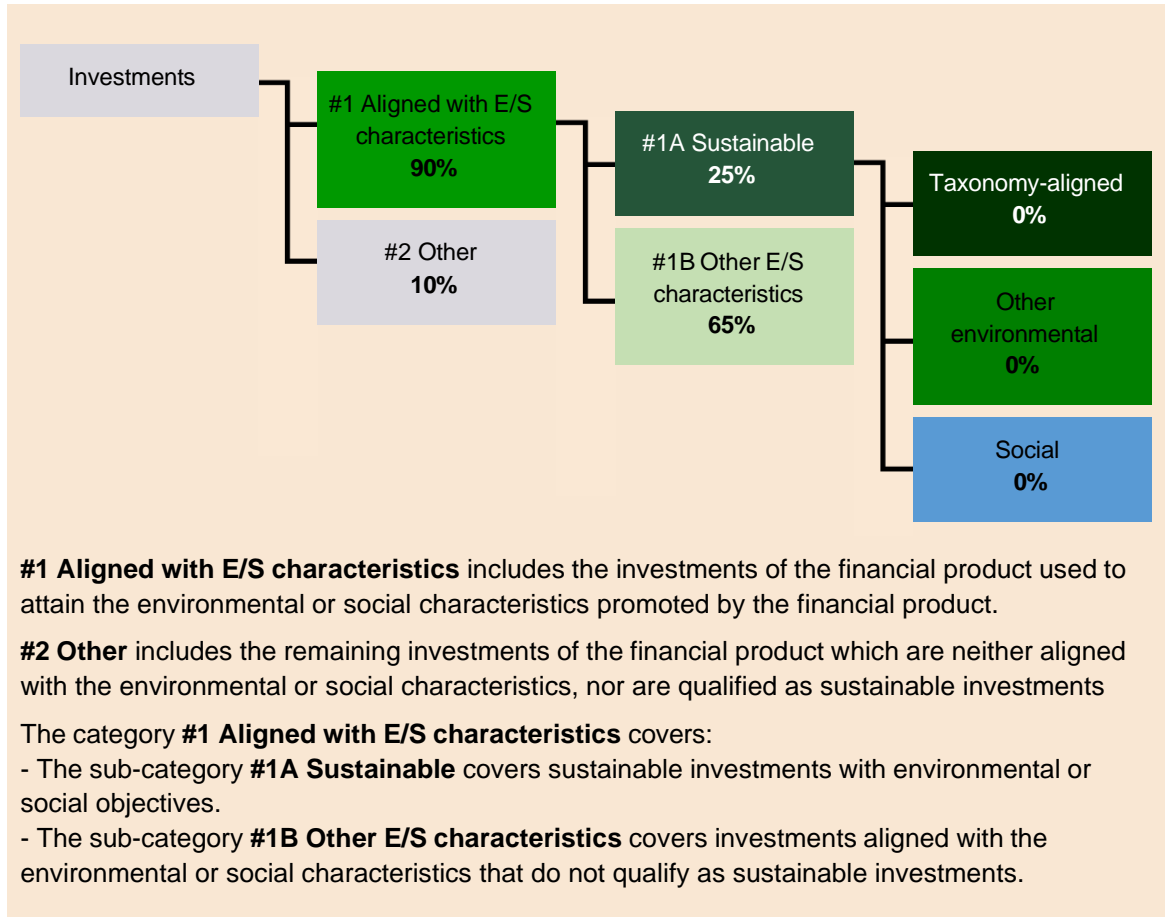 Investments
#1 Aligned with E/S
characteristics
90%
#2 Other
10%
#1A Sustainable
25%
#1B Other E/S
characteristics
65%
Taxonomy-aligned
0%
Other
environmental
0%
Social
0%
#1 Aligned with E/S characteristics includes the investments of the financial product used to
attain the environmental or social characteristics promoted by the financial product.
#2 Other includes the remaining investments of the financial product which are neither aligned
with the environmental or social characteristics, nor are qualified as sustainable investments
The category #1 Aligned with E/S characteristics covers:
- The sub-category #1A Sustainable covers sustainable investments with environmental or
social objectives.
- The sub-category #1B Other E/S characteristics covers investments aligned with the
environmental or social characteristics that do not qualify as sustainable investments.